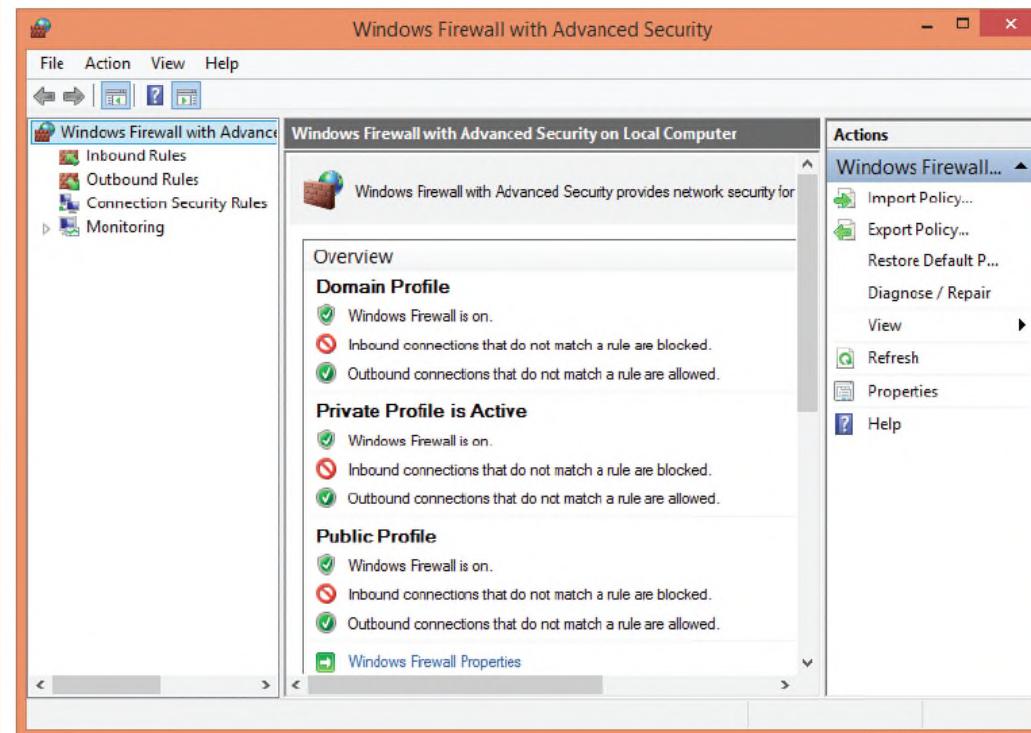 Windows Firewall with Advanced Security
File Action View Help
Windows Firewall with Advance
Inbound Rules
Outbound Rules
Connection Security Rules
Monitoring
Windows Firewall with Advanced Security on Local Computer
Windows Firewall with Advanced Security provides network security for
Overview
Domain Profile
Windows Firewall is on.
Inbound connections that do not match a rule are blocked.
Outbound connections that do not match a rule are allowed.
Private Profile is Active
Windows Firewall is on.
Inbound connections that do not match a rule are blocked.
Outbound connections that do not match a rule are allowed.
Public Profile
Windows Firewall is on.
Inbound connections that do not match a rule are blocked.
Outbound connections that do not match a rule are allowed.
Windows Firewall Properties
Actions
Windows Firewall...
Import Policy...
Export Policy...
Restore Default P...
Diagnose / Repair
View
Refresh
Properties
Help